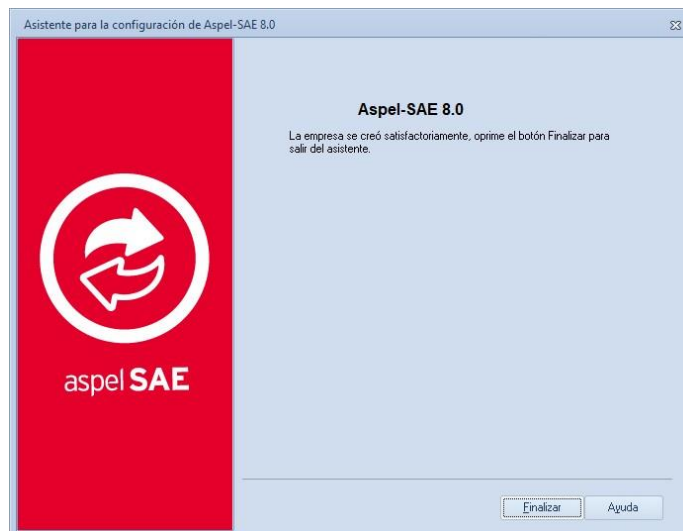 Asistente para la configuración de Aspel-SAE 8.0
Aspel-SAE 8.0
La empresa se creó satisfactoriamente, oprime el botón Finalizar para
salir del asistente.
aspel SAE
Finalizar
Ayuda